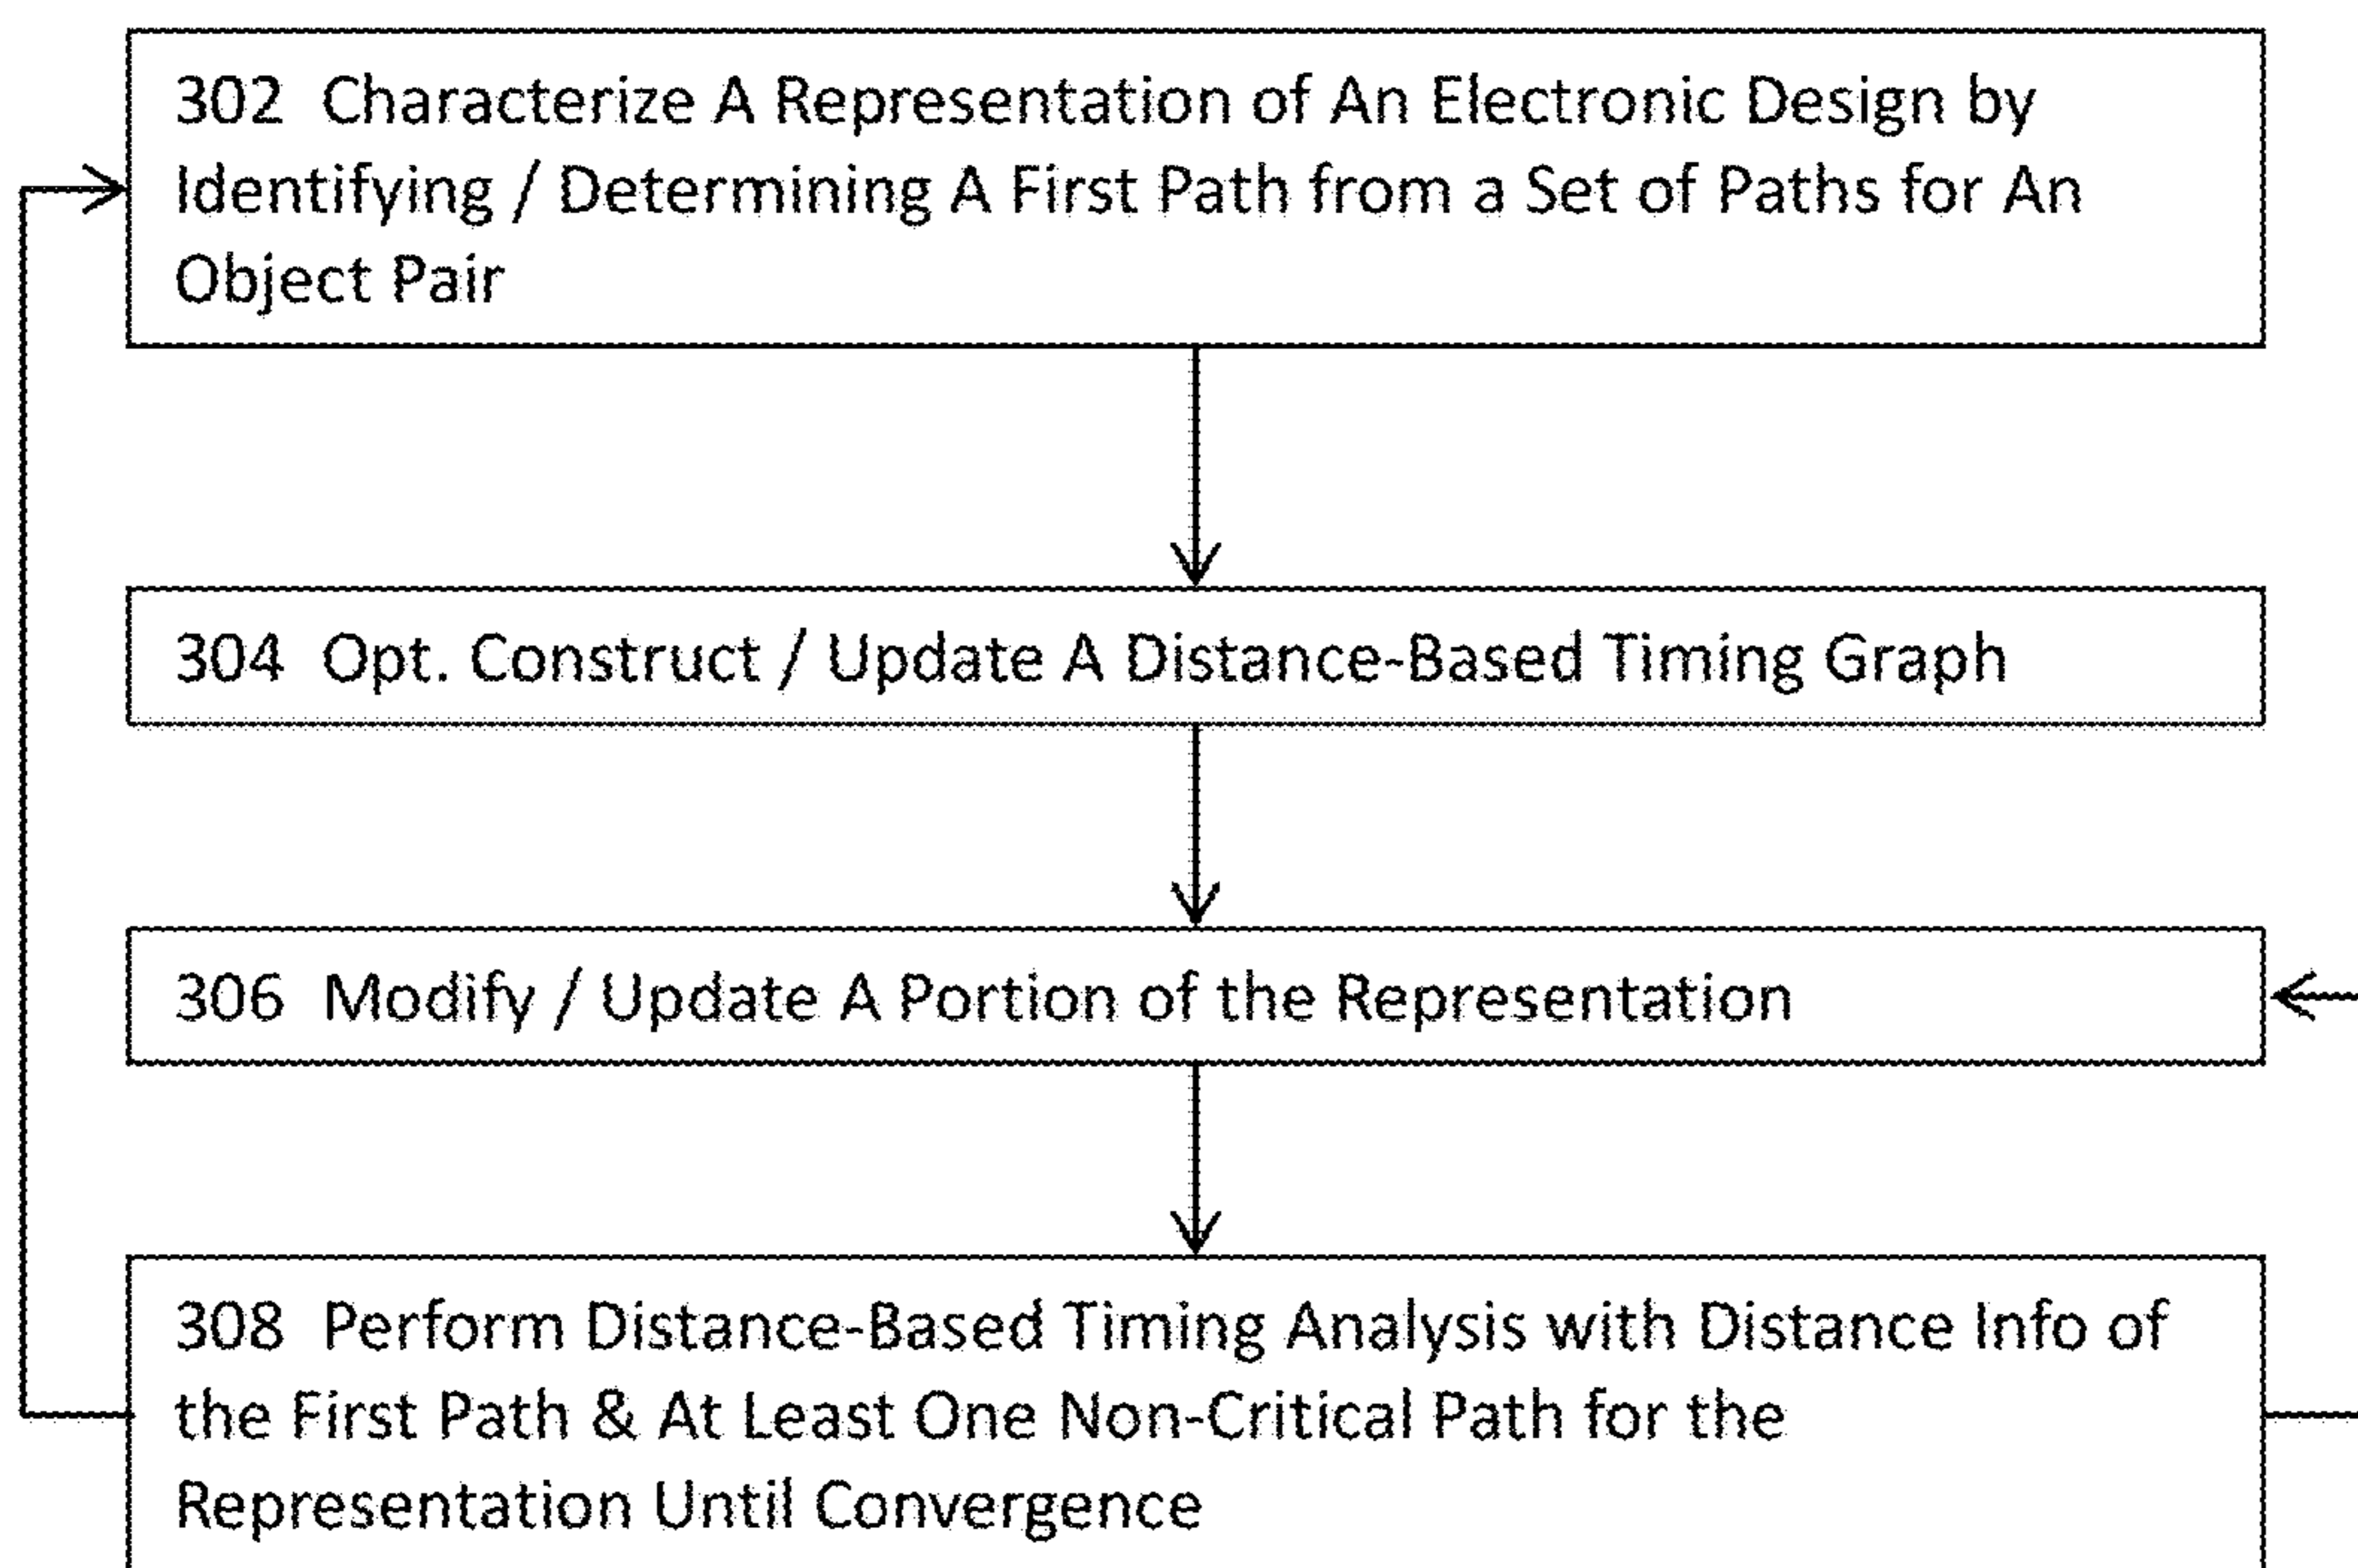 302 Characterize A Representation of An Electronic Design by
Identifying / Determining A First Path from a Set of Paths for An
Object Pair
304 Opt. Construct / Update A Distance-Based Timing Graph
306 Modify / Update A Portion of the Representation
308 Perform Distance-Based Timing Analysis with Distance Info of
the First Path & At Least One Non-Critical Path for the
Representation Until Convergence